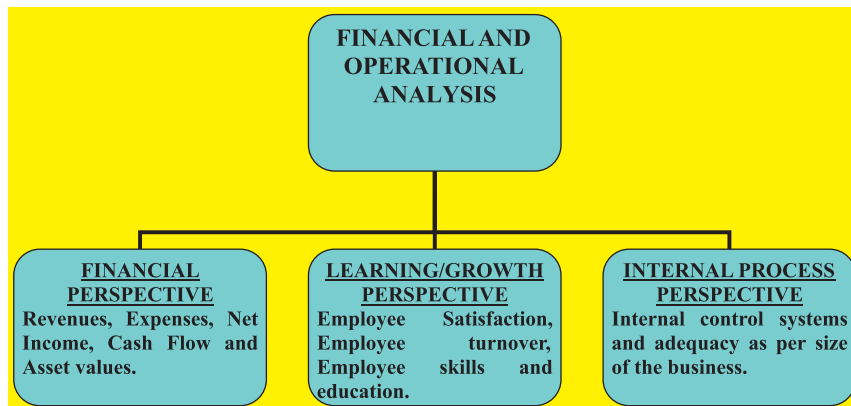 FINANCIAL AND
OPERATIONAL
ANALYSIS
FINANCIAL
PERSPECTIVE
Revenues, Expenses, Net
Income, Cash Flow and
Asset values.
LEARNING/GROWTH
PERSPECTIVE
Employee Satisfaction,
Employee turnover,
Employee skills and
education.
INTERNAL PROCESS
PERSPECTIVE
Internal control systems
and adequacy as per size
of the business.